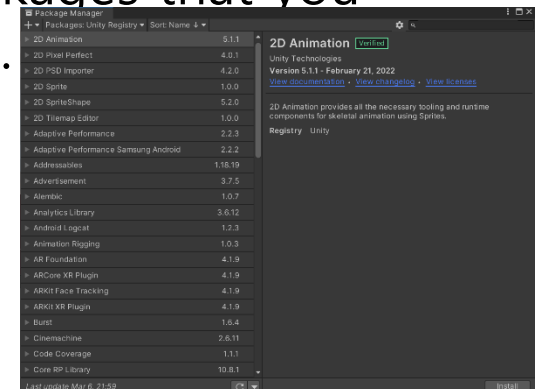 kages that you
Package Manager
+ Packages: Unity Registry Sort: Name ↓
2D Animation 5.1.1
2D Pixel Perfect 4.0.1
2D PSD Importer 4.2.0
2D Sprite 1.0.0
2D SpriteShape 5.2.0
2D Tilemap Editor 1.0.0
Adaptive Performance 2.2.3
Adaptive Performance Samsung Android 2.2.2
Addressables 1.18.19
Advertisement 3.7.5
Alembic 1.0.7
Analytics Library 3.6.12
Android Logcat 1.2.3
Animation Rigging 1.0.3
AR Foundation 4.1.9
ARCore XR Plugin 4.1.9
ARKit Face Tracking 4.1.9
ARKit XR Plugin 4.1.9
Burst 1.6.4
Cinemachine 2.6.11
Code Coverage 1.1.1
Core RP Library 10.8.1
Last update Mar 6, 21:59
2D Animation Verified
Unity Technologies
Version 5.1.1 - February 21, 2022
View documentation • View changelog • View licenses
2D Animation provides all the necessary tooling and runtime
components for skeletal animation using Sprites.
Registry Unity
Install